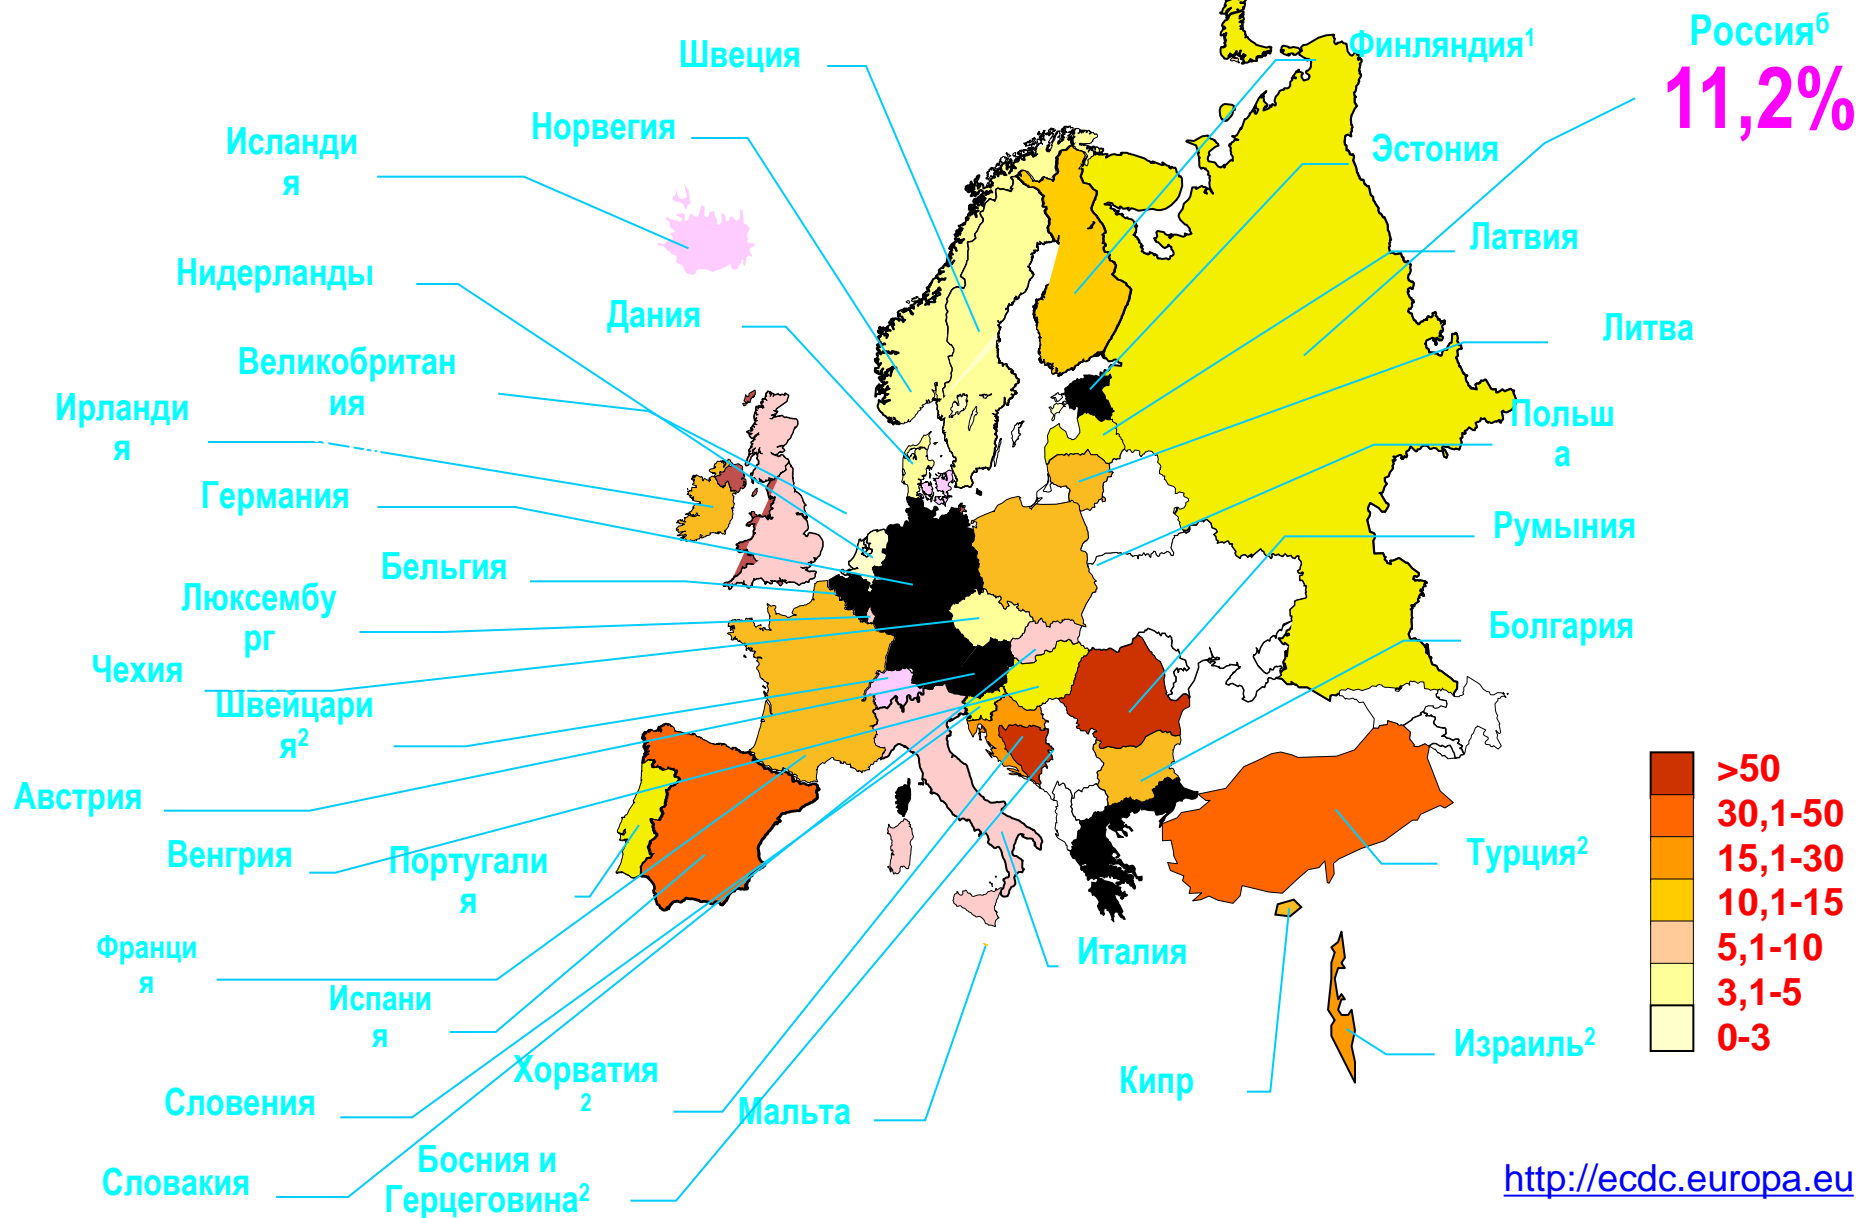 Россия⁶
11,2%
Финляндия¹
Швеция
Норвегия
Исланди
я
Эстония
Латвия
Нидерланды
Дания
Литва
Великобритан
ия
Ирланди
я
Польш
а
Германия
Румыния
Бельгия
Люксембу
рг
Болгария
Чехия
Швейцари
я²
Австрия
Венгрия
Португали
я
Турция²
Франци
я
Испани
я
Италия
Израиль²
Хорватия
2
Кипр
Словения
Мальта
Босния и
Герцеговина²
Словакия
>50
30,1-50
15,1-30
10,1-15
5,1-10
3,1-5
0-3
http://ecdc.europa.eu